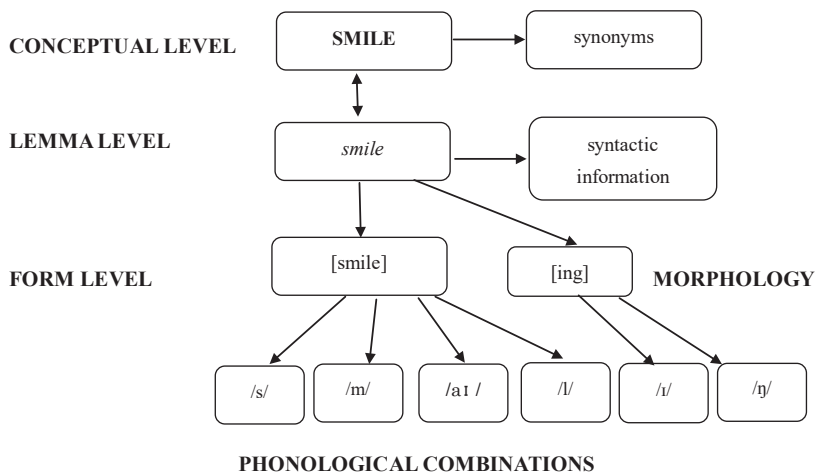 CONCEPTUAL LEVEL
SMILE
synonyms
LEMMA LEVEL
smile
syntactic
information
FORM LEVEL
[smile]
[ing]
MORPHOLOGY
/s/
/m/
/aɪ /
/l/
/ɪ/
/ŋ/
PHONOLOGICAL COMBINATIONS